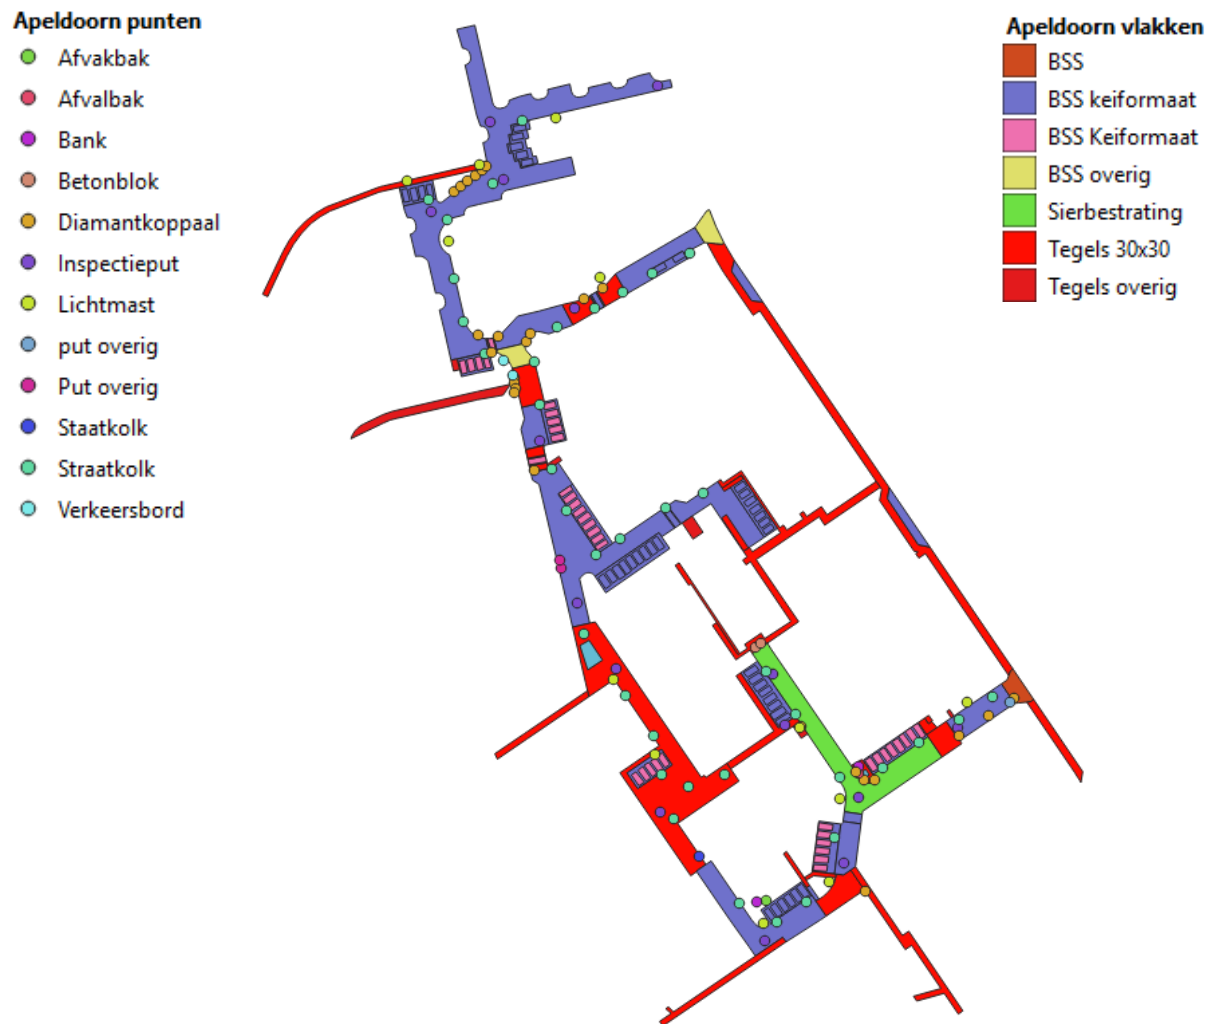 Apeldoorn punten
Afvakbak
Afvalbak
Bank
Betonblok
Diamantkoppaal
Inspectieput
Lichtmast
put overig
Put overig
Staatkolk
Straatkolk
Verkeersbord
Apeldoorn vlakken
BSS
BSS keiformaat
BSS Keiformaat
BSS overig
Sierbestrating
Tegels 30x30
Tegels overig